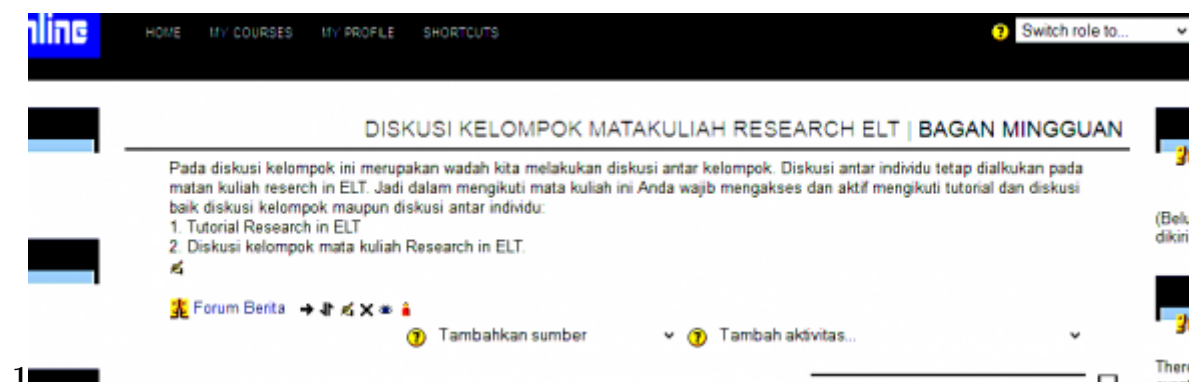 nline
HOME MY COURSES MY PROFILE SHORTCUTS
Switch role to...
DISKUSI KELOMPOK MATAKULIAH RESEARCH ELT | BAGAN MINGGUAN
Pada diskusi kelompok ini merupakan wadah kita melakukan diskusi antar kelompok. Diskusi antar individu tetap dialkukan pada
matan kuliah reserch in ELT. Jadi dalam mengikuti mata kuliah ini Anda wajib mengakses dan aktif mengikuti tutorial dan diskusi
baik diskusi kelompok maupun diskusi antar individu:
1. Tutorial Research in ELT
2. Diskusi kelompok mata kuliah Research in ELT.
(Belu
dikiri
Forum Berita
Tambahkan sumber
Tambah aktivitas...
1
There